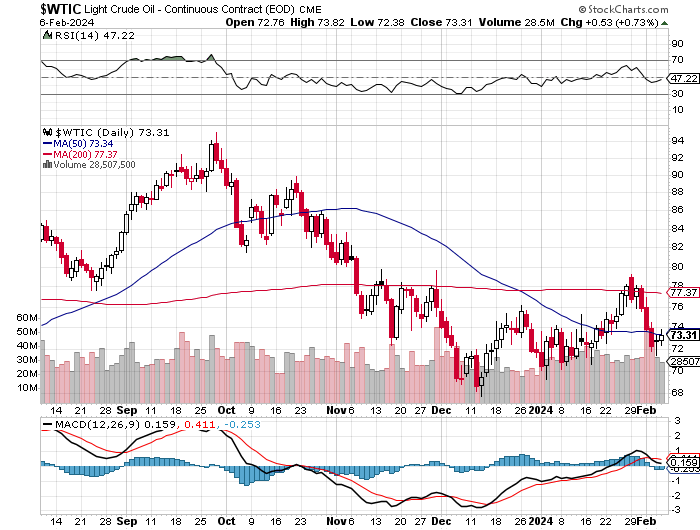 $WTIC Light Crude Oil - Continuous Contract (EOD) CME © StockCharts.com
6-Feb-2024 Open 72.76 High 73.82 Low 72.38 Close 73.31 Volume 28.5M Chg +0.53 (+0.73%)
RSI(14) 47.22
90
70
47.22
30
10
$WTIC (Daily) 73.31
MA(50) 73.34
MA(200) 77.37
Volume 28,507,500
94
92
90
88
86
84
82
80
78
77.37
76
74
73.31
72
28507
70
68
60M
50M
40M
30M
20M
10M
14 21 28 Sep 11 18 25 Oct 9 16 23 Nov 6 13 20 27 Dec 11 18 26 2024 8 16 22 29 Feb
MACD(12,26,9) 0.159, 0.411, -0.253
3
2
1
0.159
-1
-2
-3
14 21 28 Sep 11 18 25 Oct 9 16 23 Nov 6 13 20 27 Dec 11 18 26 2024 8 16 22 29 Feb